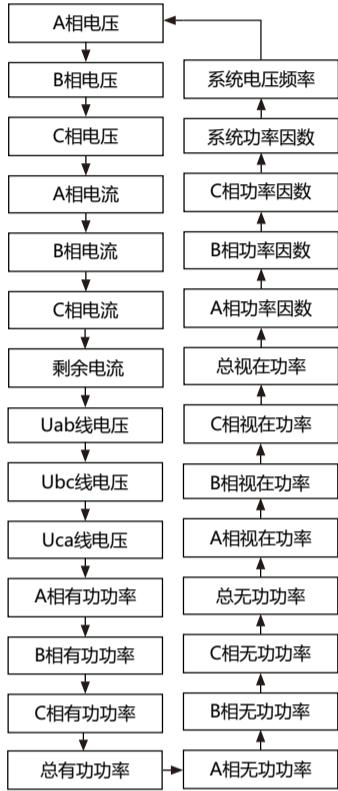 A相电压
B相电压
C相电压
A相电流
B相电流
C相电流
剩余电流
Uab线电压
Ubc线电压
Uca线电压
A相有功功率
B相有功功率
C相有功功率
总有功功率
A相无功功率
B相无功功率
C相无功功率
总无功功率
A相视在功率
B相视在功率
C相视在功率
总视在功率
A相功率因数
B相功率因数
C相功率因数
系统功率因数
系统电压频率